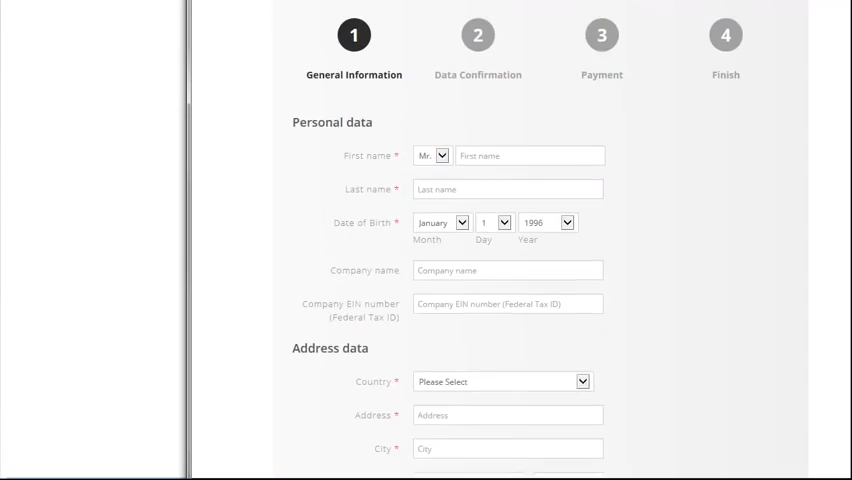 1 2 3 4
General Information Data Confirmation Payment Finish
Personal data
First name * Mr. First name
Last name * Last name
Date of Birth * January 1 1996
Month Day Year
Company name Company name
Company EIN number Company EIN number (Federal Tax ID)
(Federal Tax ID)
Address data
Country * Please Select
Address * Address
City * City